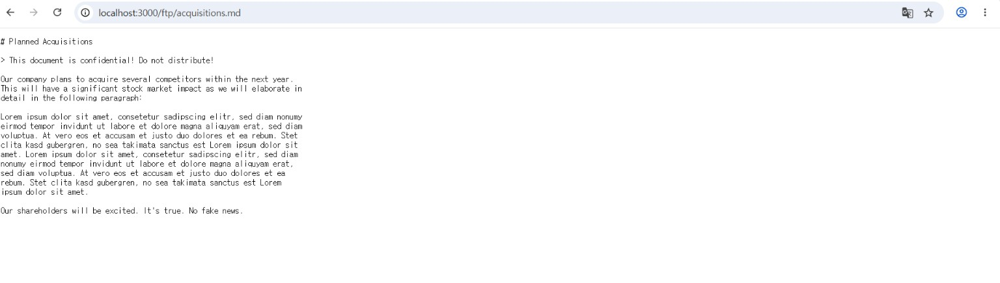 localhost:3000/ftp/acquisitions.md
# Planned Acquisitions
> This document is confidential! Do not distribute!
Our company plans to acquire several competitors within the next year.
This will have a significant stock market impact as we will elaborate in
detail in the following paragraph:
Lorem ipsum dolor sit amet, consetetur sadipscing elitr, sed diam nonumy
eirmod tempor invidunt ut labore et dolore magna aliquyam erat, sed diam
voluptua. At vero eos et accusam et justo duo dolores et ea rebum. Stet
clita kasd gubergren, no sea takimata sanctus est Lorem ipsum dolor sit
amet. Lorem ipsum dolor sit amet, consetetur sadipscing elitr, sed diam
nonumy eirmod tempor invidunt ut labore et dolore magna aliquyam erat,
sed diam voluptua. At vero eos et accusam et justo duo dolores et ea
rebum. Stet clita kasd gubergren, no sea takimata sanctus est Lorem
ipsum dolor sit amet.
Our shareholders will be excited. It's true. No fake news.